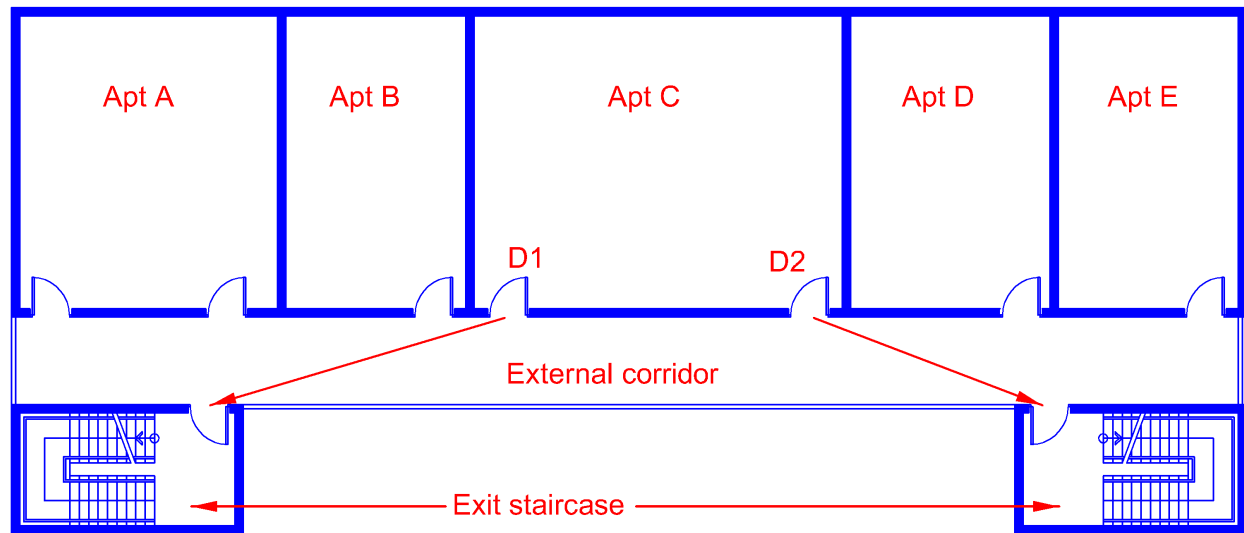 Apt A
Apt B
Apt C
Apt D
Apt E
D1
D2
External corridor
Exit staircase